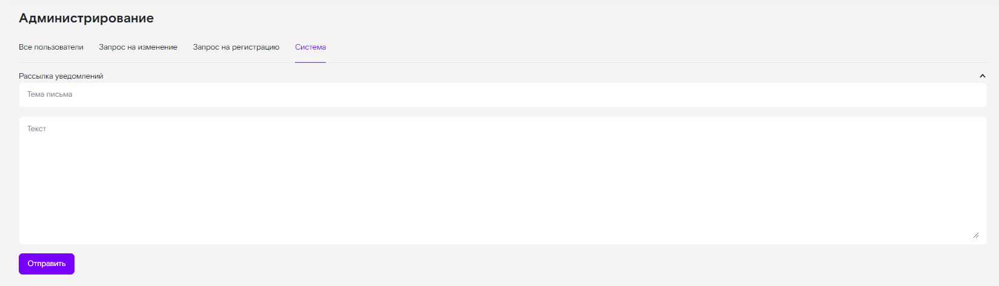 Администрирование
Все пользователи Запрос на изменение Запрос на регистрацию Система
Рассылка уведомлений
Тема письма
Текст
Отправить